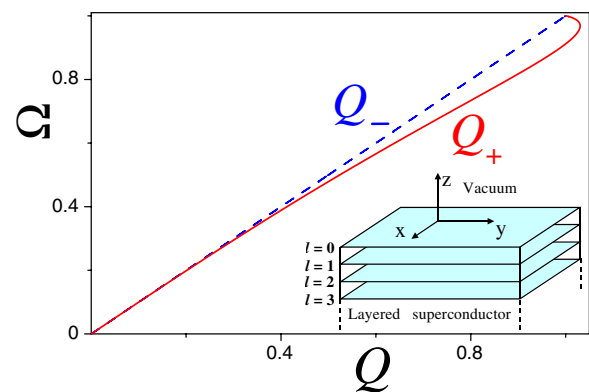 0.8
0.4
0
Ω
Q₋
Q₊
z
Vacuum
x
y
l = 0
l = 1
l = 2
l = 3
Layered superconductor
0.4
0.8
Q